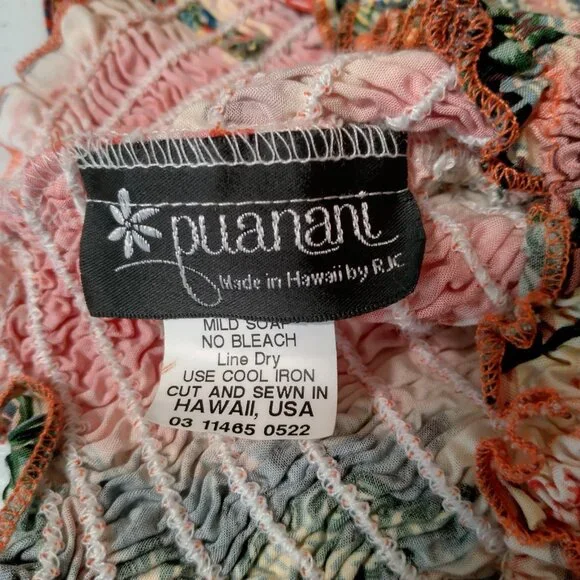 puanani
Made in Hawaii by RJC
MILD SOAP
NO BLEACH
Line Dry
USE COOL IRON
CUT AND SEWN IN
HAWAII, USA
03 11465 0522